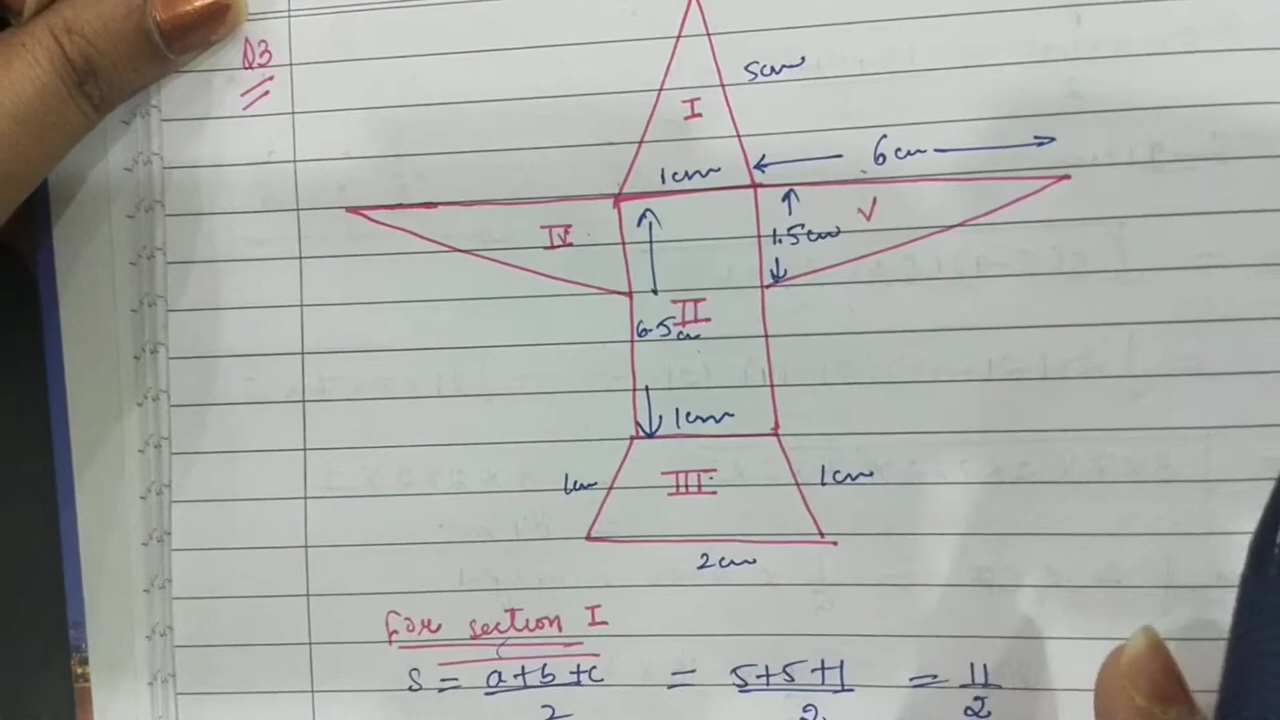 Q3
5cm
I
6cm
1cm
IV
V
1.5cm
II
6.5cm
1cm
III
1cm
1cm
2cm
For section I
S = a+b+c = 5+5+1 = 11
2 2 2